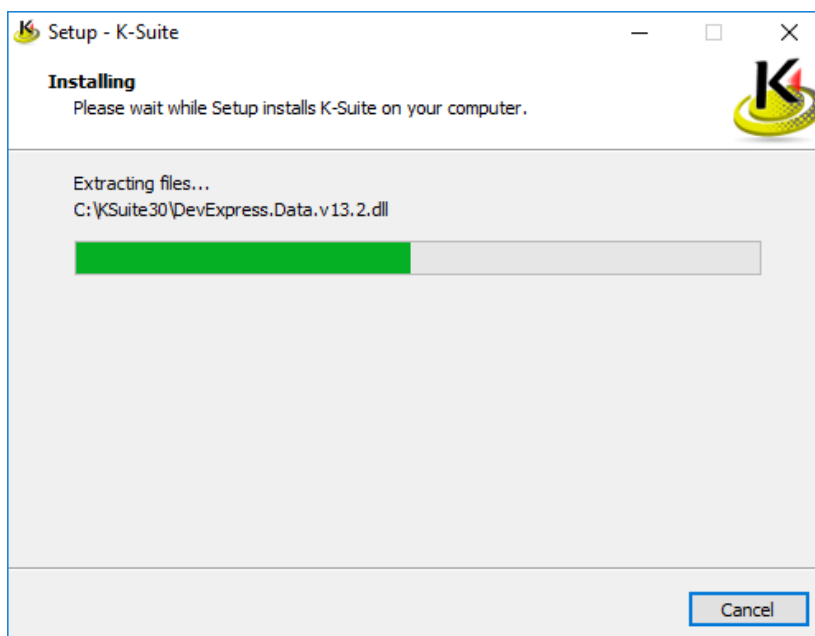 Setup - K-Suite
Installing
Please wait while Setup installs K-Suite on your computer.
K
Extracting files...
C:\KSuite30\DevExpress.Data.v13.2.dll
Cancel